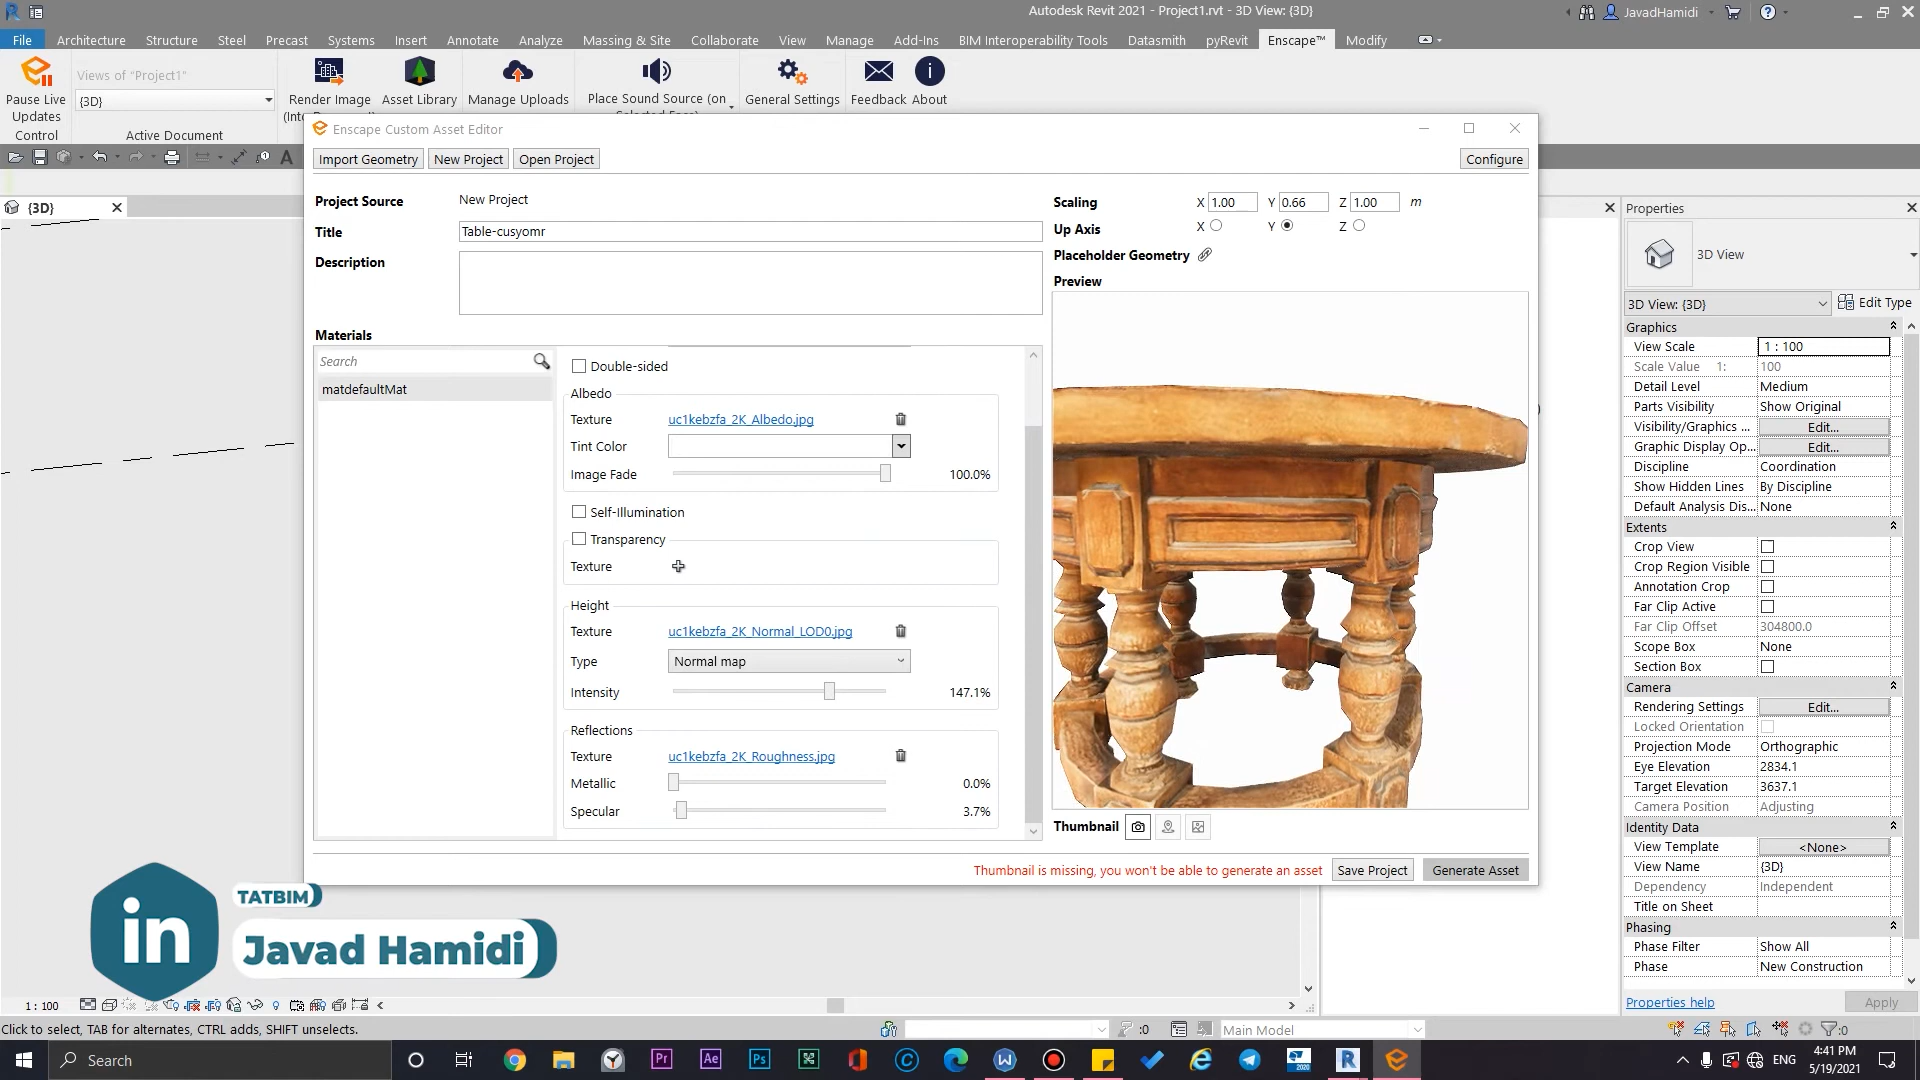 Autodesk Revit 2021 - Project1.rvt - 3D View: {3D}
JavadHamidi
File Architecture Structure Steel Precast Systems Insert Annotate Analyze Massing & Site Collaborate View Manage Add-Ins BIM Interoperability Tools Datasmith pyRevit Enscape™ Modify
Views of "Project1"
{3D}
Pause Live
Updates
Control
Active Document
Render Image
Asset Library
Manage Uploads
Place Sound Source (on
General Settings
Feedback
About
Enscape Custom Asset Editor
Import Geometry New Project Open Project Configure
{3D}
Project Source New Project
Title Table-cusyomr
Description
Materials
Search
matdefaultMat
Double-sided
Albedo
Texture uc1kebzfa_2K_Albedo.jpg
Tint Color
Image Fade 100.0%
Self-Illumination
Transparency
Texture
Height
Texture uc1kebzfa_2K_Normal_LOD0.jpg
Type Normal map
Intensity 147.1%
Reflections
Texture uc1kebzfa_2K_Roughness.jpg
Metallic 0.0%
Specular 3.7%
Scaling X 1.00 Y 0.66 Z 1.00 m
Up Axis X Y Z
Placeholder Geometry
Preview
Thumbnail
Thumbnail is missing, you won't be able to generate an asset Save Project Generate Asset
Properties
3D View
3D View: {3D} Edit Type
Graphics
View Scale 1 : 100
Scale Value 1: 100
Detail Level Medium
Parts Visibility Show Original
Visibility/Graphics ... Edit...
Graphic Display Op... Edit...
Discipline Coordination
Show Hidden Lines By Discipline
Default Analysis Dis... None
Extents
Crop View
Crop Region Visible
Annotation Crop
Far Clip Active
Far Clip Offset 304800.0
Scope Box None
Section Box
Camera
Rendering Settings Edit...
Locked Orientation
Projection Mode Orthographic
Eye Elevation 2834.1
Target Elevation 3637.1
Camera Position Adjusting
Identity Data
View Template <None>
View Name {3D}
Dependency Independent
Title on Sheet
Phasing
Phase Filter Show All
Phase New Construction
Properties help Apply
in
TATBIM
Javad Hamidi
1 : 100
Click to select, TAB for alternates, CTRL adds, SHIFT unselects.
:0
Main Model
:0
Search
Pr
Ae
Ps
2020
R
ENG
4:41 PM
5/19/2021